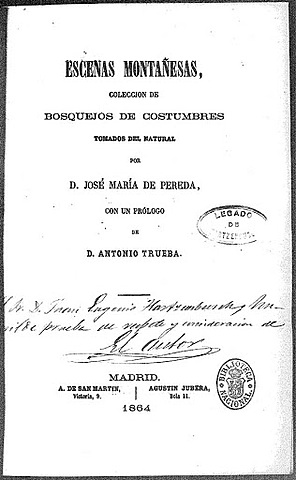 ESCENAS MONTAÑESAS,
COLECCION DE
BOSQUEJOS DE COSTUMBRES
TOMADOS DEL NATURAL
POR
D. JOSÉ MARÍA DE PEREDA,
CON UN PRÓLOGO
DE
D. ANTONIO TRUEBA.
LEGADO
DE
Sr. D. Juan Eugenio Hartzenbusch y
prueba de respeto y consideracion de
El Autor
MADRID.
A. DE SAN MARTIN, AGUSTIN JUBERA,
Victoria, 9. Bola 11.
1864
BIBLIOTECA
NACIONAL